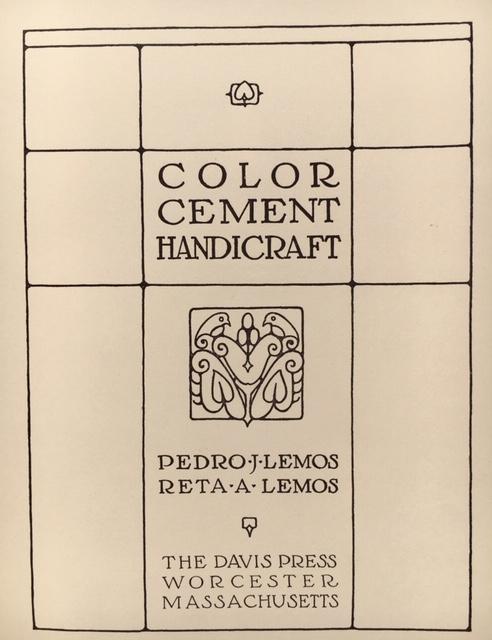 COLOR
CEMENT
HANDICRAFT
PEDRO·J·LEMOS
RETA·A·LEMOS
THE DAVIS PRESS
WORCESTER
MASSACHUSETTS